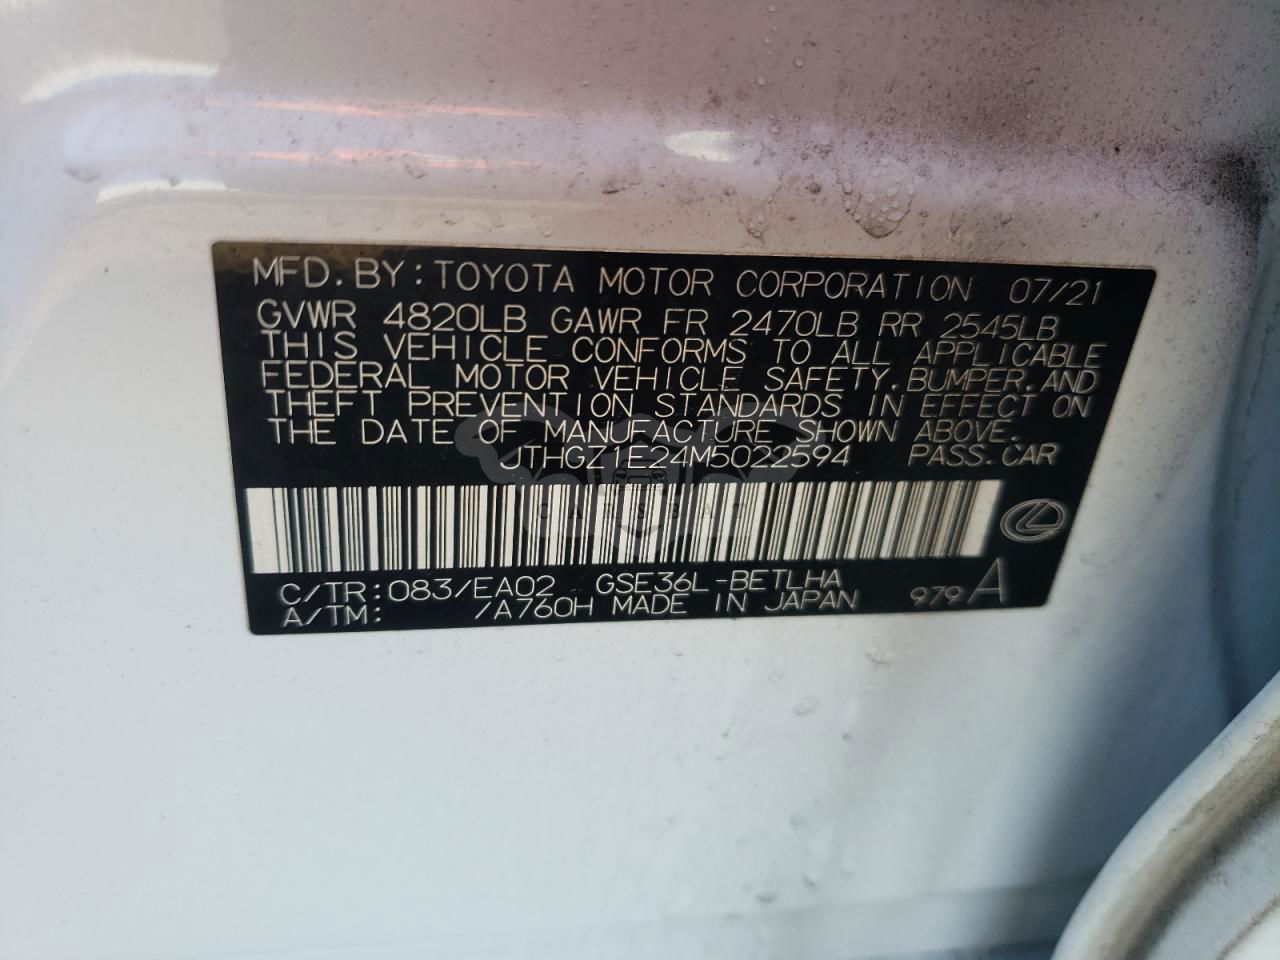 MFD. BY: TOYOTA MOTOR CORPORATION 07/21
GVWR 4820LB GAWR FR 2470LB RR 2545LB
THIS VEHICLE CONFORMS TO ALL APPLICABLE
FEDERAL MOTOR VEHICLE SAFETY, BUMPER, AND
THEFT PREVENTION STANDARDS IN EFFECT ON
THE DATE OF MANUFACTURE SHOWN ABOVE.
JTHGZ1E24M5022594 PASS. CAR
CARSBAT
C/TR: 083/EA02 GSE36L-BETLHA
A/TM: /A760H MADE IN JAPAN 979 A